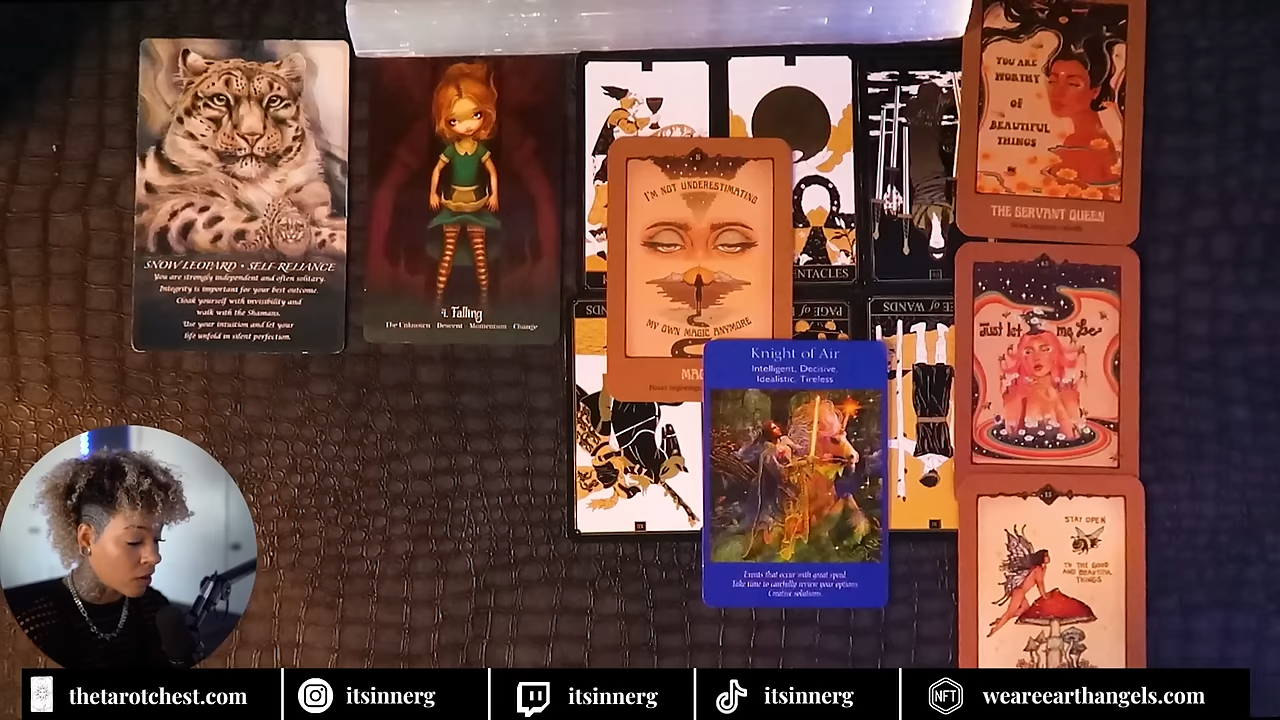 SNOW LEOPARD • SELF-RELIANCE
You are strongly independent and often solitary.
Integrity is important for your best outcome.
Cloak yourself with invisibility and
walk with the Shamans.
Use your intuition and let your
life unfold in silent perfection.
4. Falling
The Unknown Descent Momentum Change
ENTACLES
PAGE of
CE of WANDS
I'M NOT UNDERESTIMATING
MY OWN MAGIC ANYMORE
Knight of Air
Intelligent, Decisive,
Idealistic, Tireless
Events that occur with great speed.
Take time to carefully review your options.
Creative solutions.
YOU ARE
WORTHY
of
BEAUTIFUL
THINGS
THE SERVANT QUEEN
Just let me be
STAY OPEN
TO THE GOOD
AND BEAUTIFUL
THINGS
thetarotchest.com
itsinnerg
itsinnerg
itsinnerg
NFT
weareearthangels.com